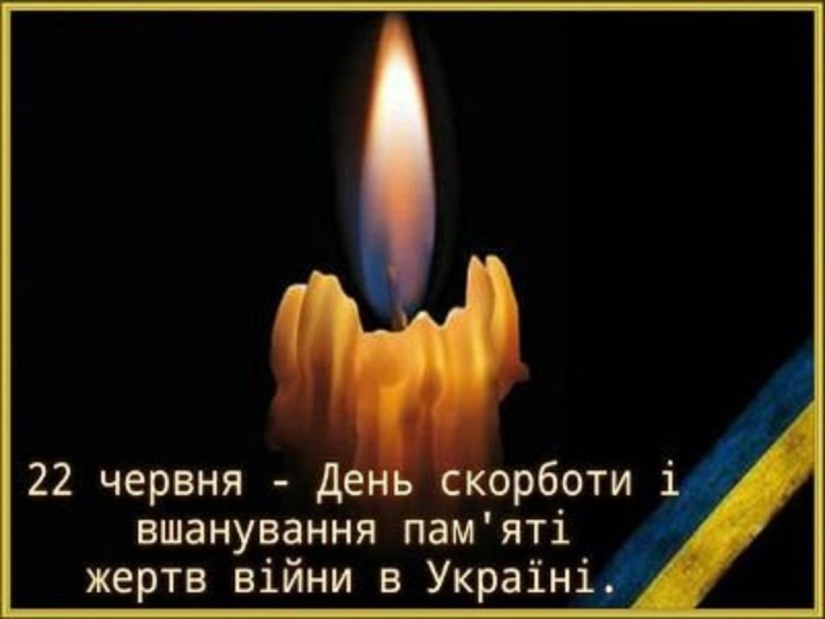 22 червня - День скорботи і
вшанування пам'яті
жертв війни в Україні.